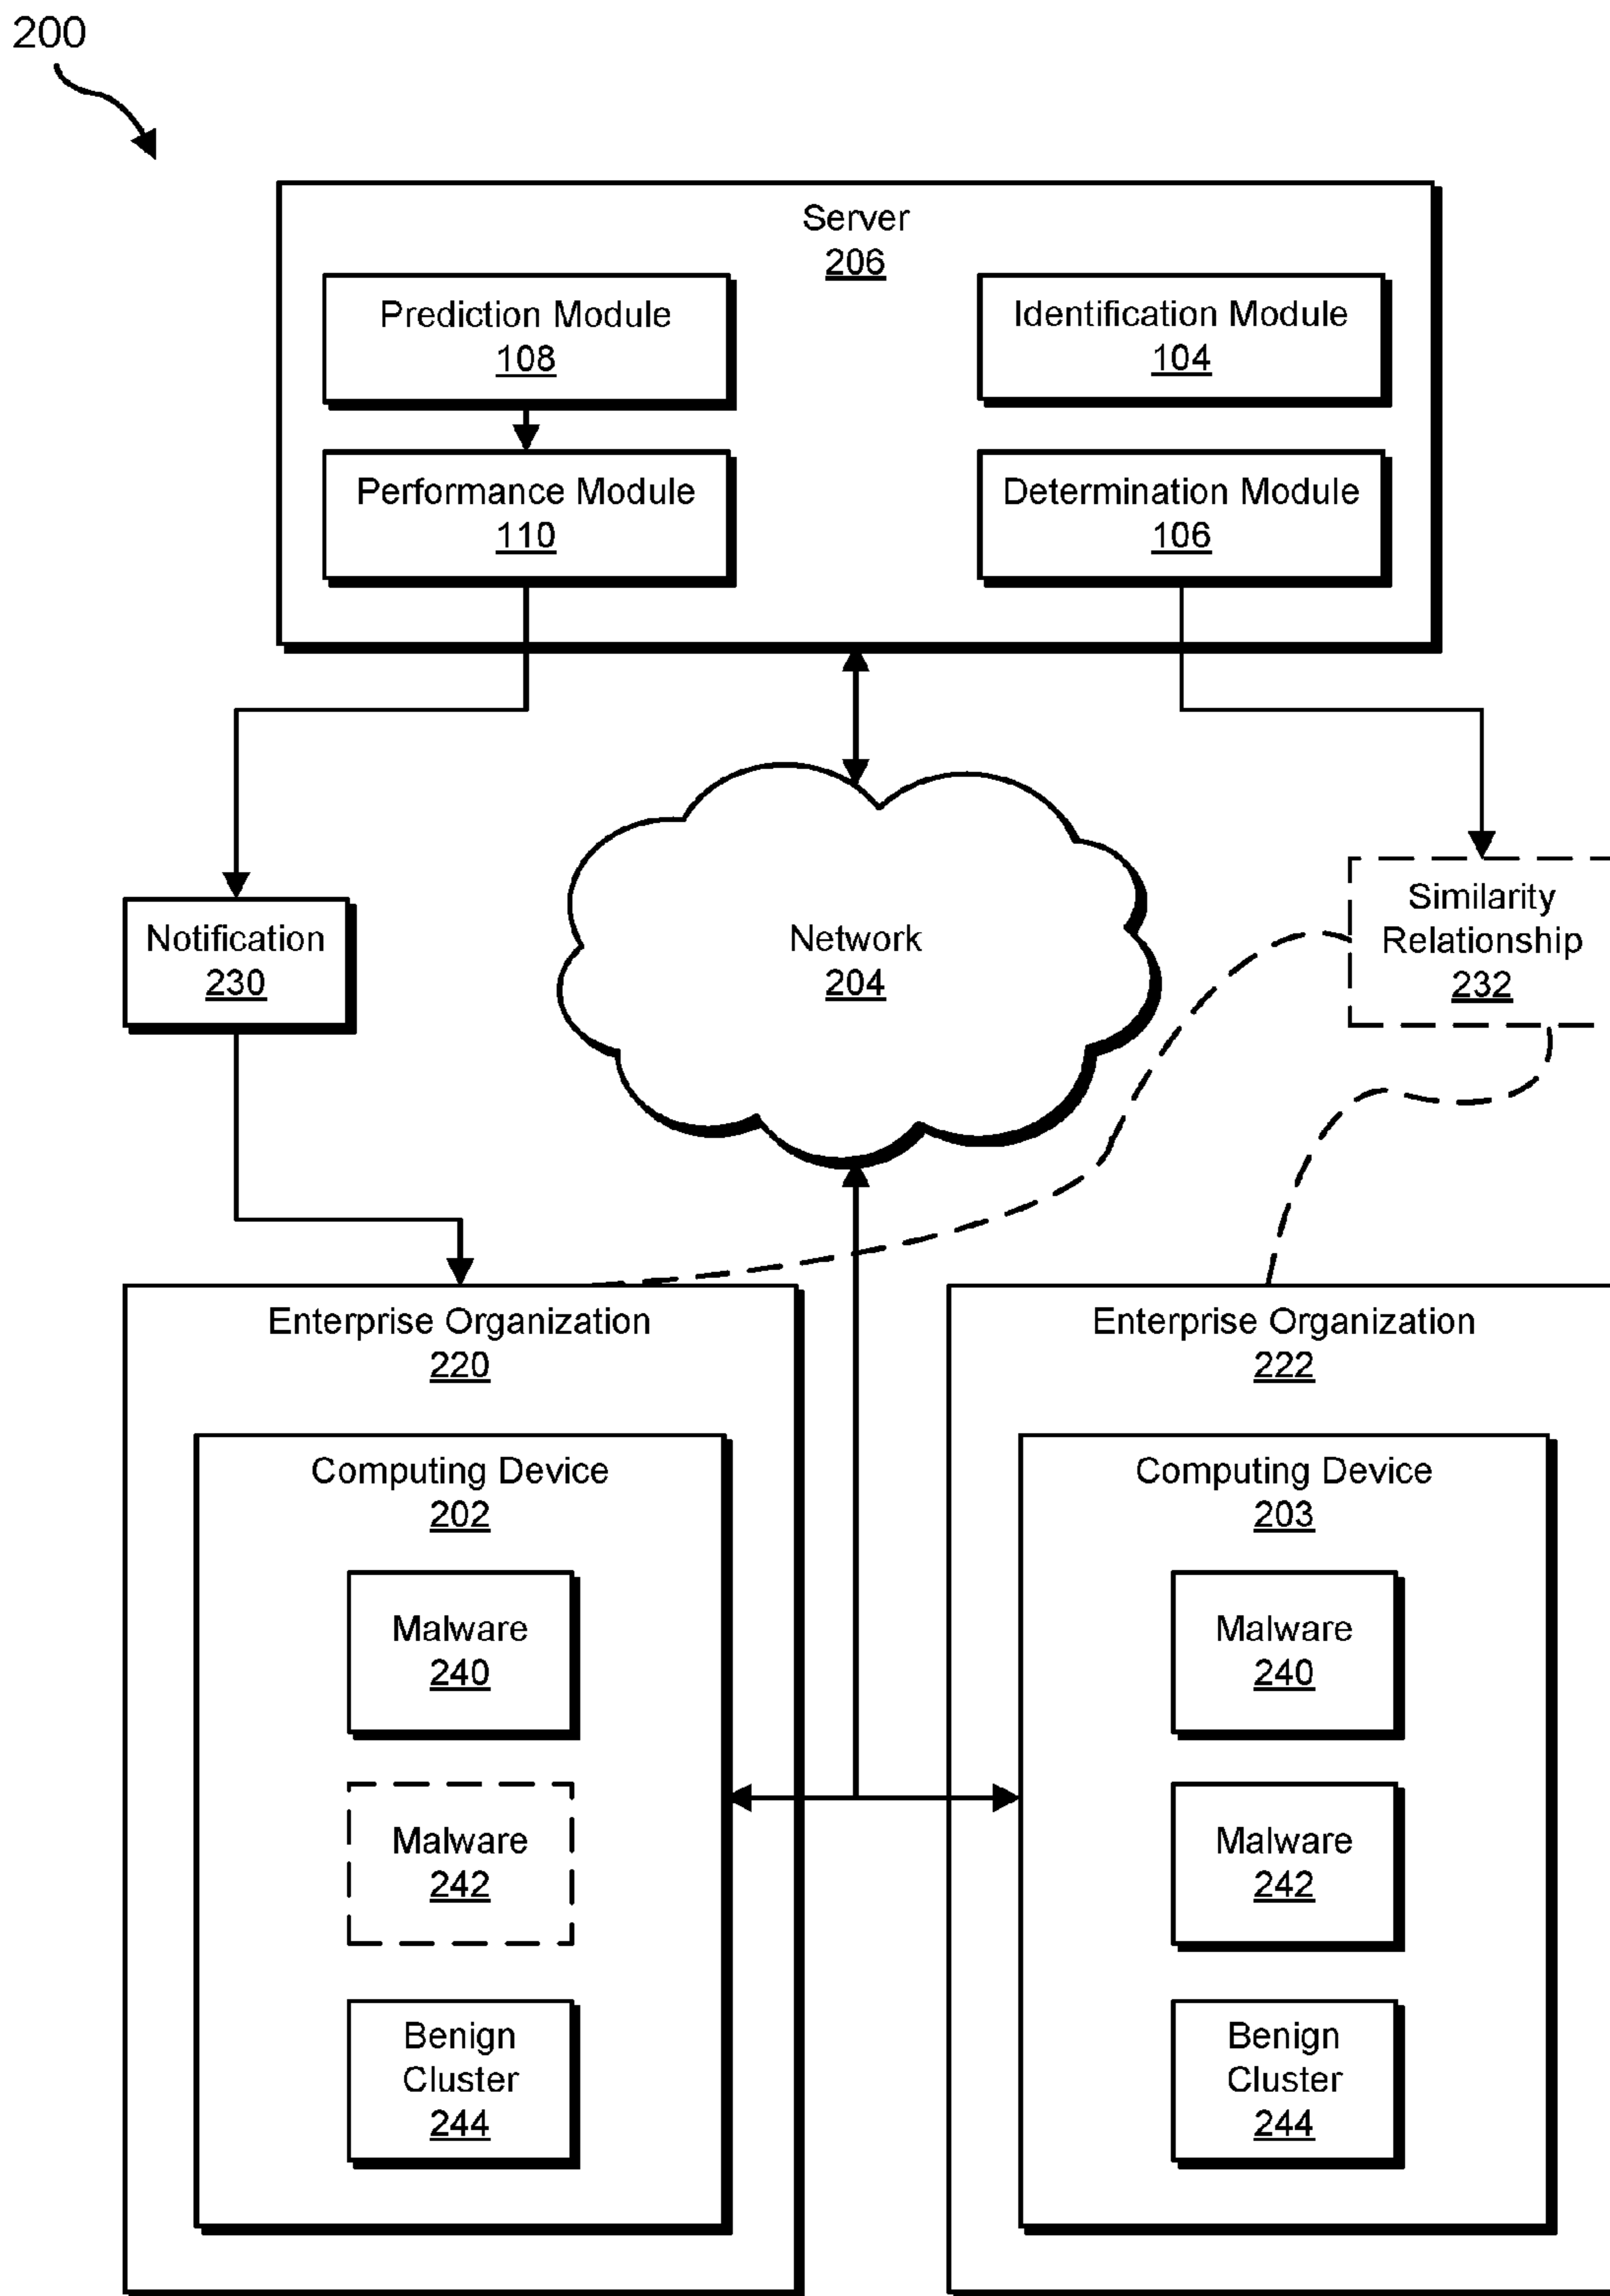 200
Server
206
Prediction Module
108
Identification Module
104
Performance Module
110
Determination Module
106
Notification
230
Network
204
Similarity
Relationship
232
Enterprise Organization
220
Enterprise Organization
222
Computing Device
202
Computing Device
203
Malware
240
Malware
240
Malware
242
Malware
242
Benign
Cluster
244
Benign
Cluster
244